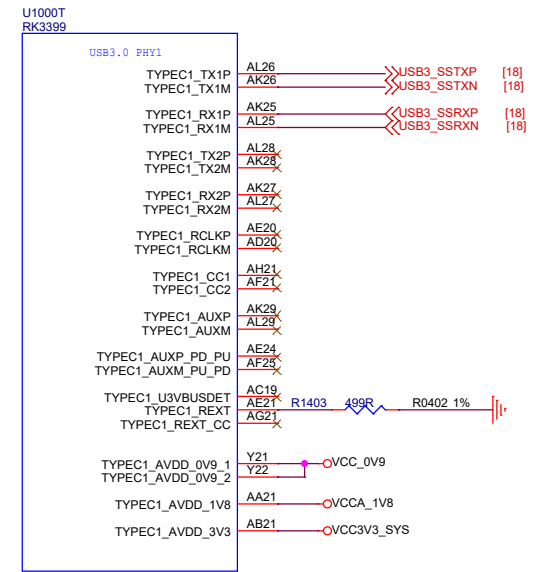 U1000T
RK3399
USB3.0 PHY1
TYPEC1_TX1P AL26 USB3_SSTXP [18]
TYPEC1_TX1M AK26 USB3_SSTXN [18]
TYPEC1_RX1P AK25 USB3_SSRXP [18]
TYPEC1_RX1M AL25 USB3_SSRXN [18]
TYPEC1_TX2P AL28
TYPEC1_TX2M AK28
TYPEC1_RX2P AK27
TYPEC1_RX2M AL27
TYPEC1_RCLKP AE20
TYPEC1_RCLKM AD20
TYPEC1_CC1 AH21
TYPEC1_CC2 AF21
TYPEC1_AUXP AK29
TYPEC1_AUXM AL29
TYPEC1_AUXP_PD_PU AE24
TYPEC1_AUXM_PU_PD AF25
TYPEC1_U3VBUSDET AC19
TYPEC1_REXT AE21 R1403 499R R0402 1%
TYPEC1_REXT_CC AG21
TYPEC1_AVDD_0V9_1 Y21 VCC_0V9
TYPEC1_AVDD_0V9_2 Y22
TYPEC1_AVDD_1V8 AA21 VCCA_1V8
TYPEC1_AVDD_3V3 AB21 VCC3V3_SYS